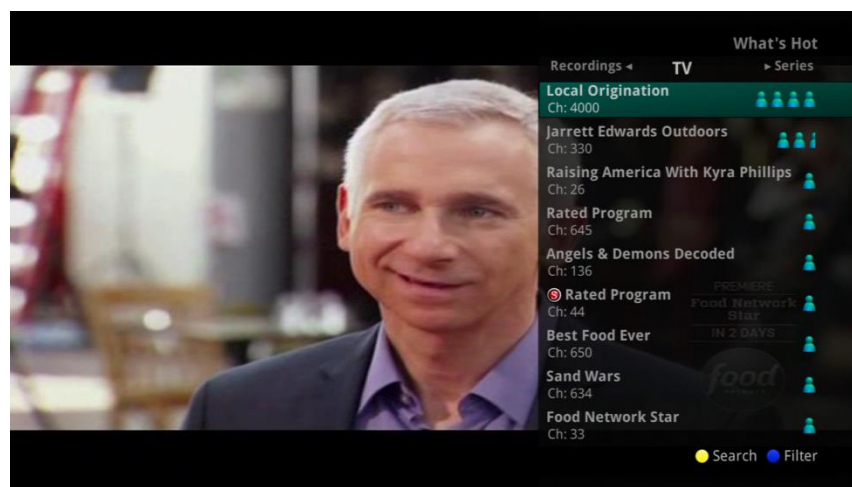 What's Hot
Recordings ◂ TV ▸ Series
Local Origination
Ch: 4000
Jarrett Edwards Outdoors
Ch: 330
Raising America With Kyra Phillips
Ch: 26
Rated Program
Ch: 645
Angels & Demons Decoded
Ch: 136
S Rated Program
Ch: 44
PREMIERE
Food Network
Star
IN 2 DAYS
Best Food Ever
Ch: 650
Sand Wars
Ch: 634
food
Food Network Star
Ch: 33
Search Filter